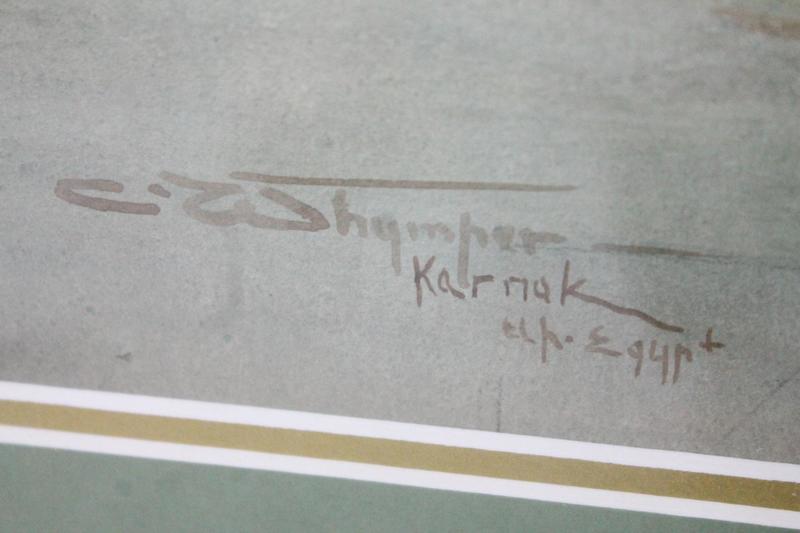 C. Whymper
Karnak
up. Egypt